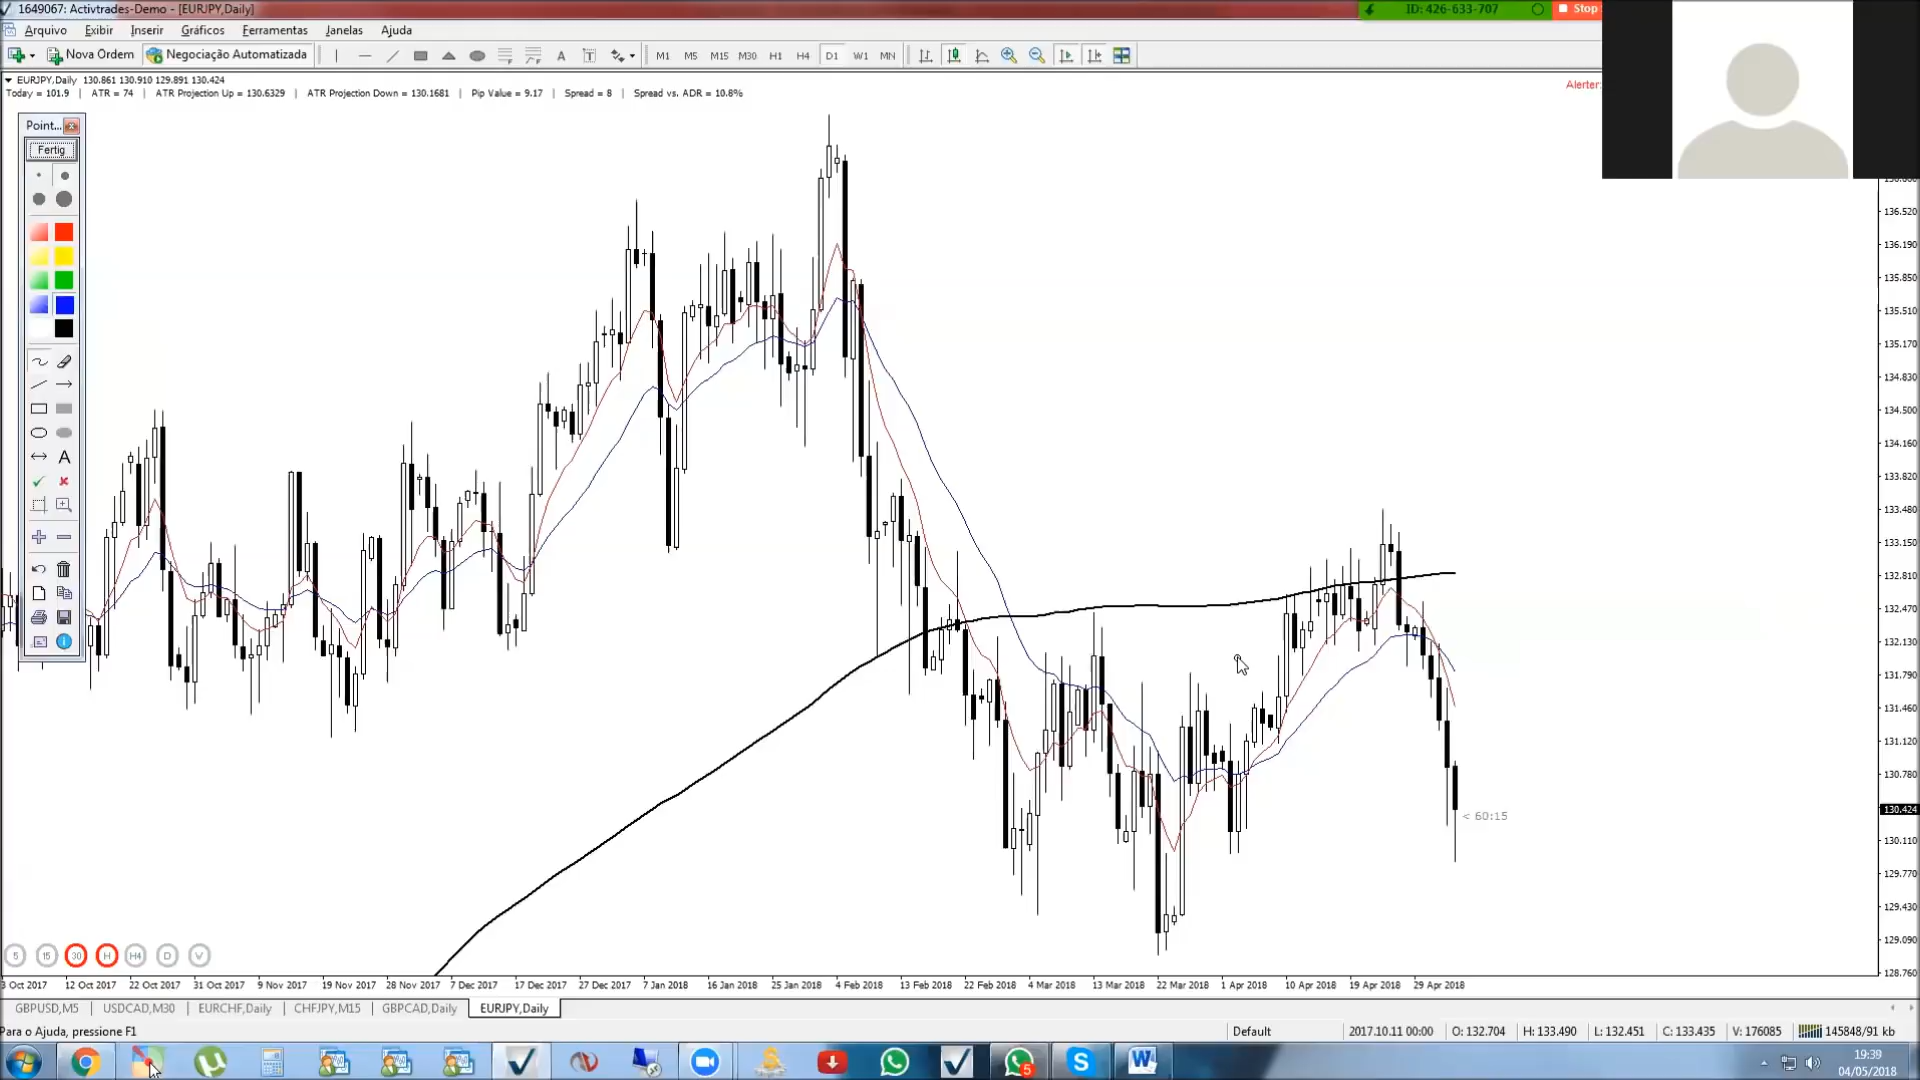 1649067: Activtrades-Demo - [EURJPY,Daily]
ID: 426-633-707
Stop
Arquivo Exibir Inserir Gráficos Ferramentas Janelas Ajuda
Nova Ordem Negociação Automatizada A T M1 M5 M15 M30 H1 H4 D1 W1 MN
EURJPY,Daily 130.861 130.910 129.891 130.424
Today = 101.9 | ATR = 74 | ATR Projection Up = 130.6329 | ATR Projection Down = 130.1681 | Pip Value = 9.17 | Spread = 8 | Spread vs. ADR = 10.8%
Alerter:
Point...
Fertig
A
136.520
136.190
135.850
135.510
135.170
134.830
134.500
134.160
133.820
133.480
133.150
132.810
132.470
132.130
131.790
131.460
131.120
130.780
130.424
130.110
129.770
129.430
129.090
128.760
< 60:15
5 15 30 H H4 D V
3 Oct 2017 12 Oct 2017 22 Oct 2017 31 Oct 2017 9 Nov 2017 19 Nov 2017 28 Nov 2017 7 Dec 2017 17 Dec 2017 27 Dec 2017 7 Jan 2018 16 Jan 2018 25 Jan 2018 4 Feb 2018 13 Feb 2018 22 Feb 2018 4 Mar 2018 13 Mar 2018 22 Mar 2018 1 Apr 2018 10 Apr 2018 19 Apr 2018 29 Apr 2018
GBPUSD,M5 USDCAD,M30 EURCHF,Daily CHFJPY,M15 GBPCAD,Daily EURJPY,Daily
Para o Ajuda, pressione F1 Default 2017.10.11 00:00 O: 132.704 H: 133.490 L: 132.451 C: 133.435 V: 176085 145848/91 kb
5
19:39
04/05/2018